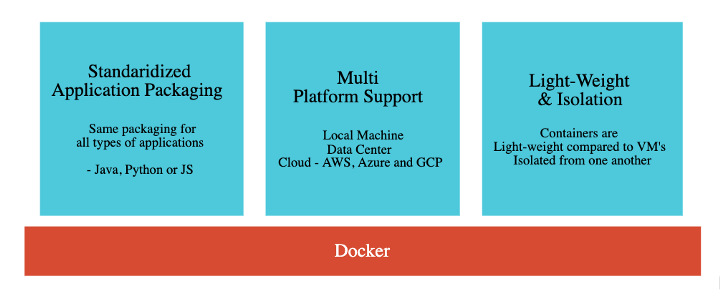 Standaridized
Application Packaging
Same packaging for
all types of applications
- Java, Python or JS
Multi
Platform Support
Local Machine
Data Center
Cloud - AWS, Azure and GCP
Light-Weight
& Isolation
Containers are
Light-weight compared to VM's
Isolated from one another
Docker